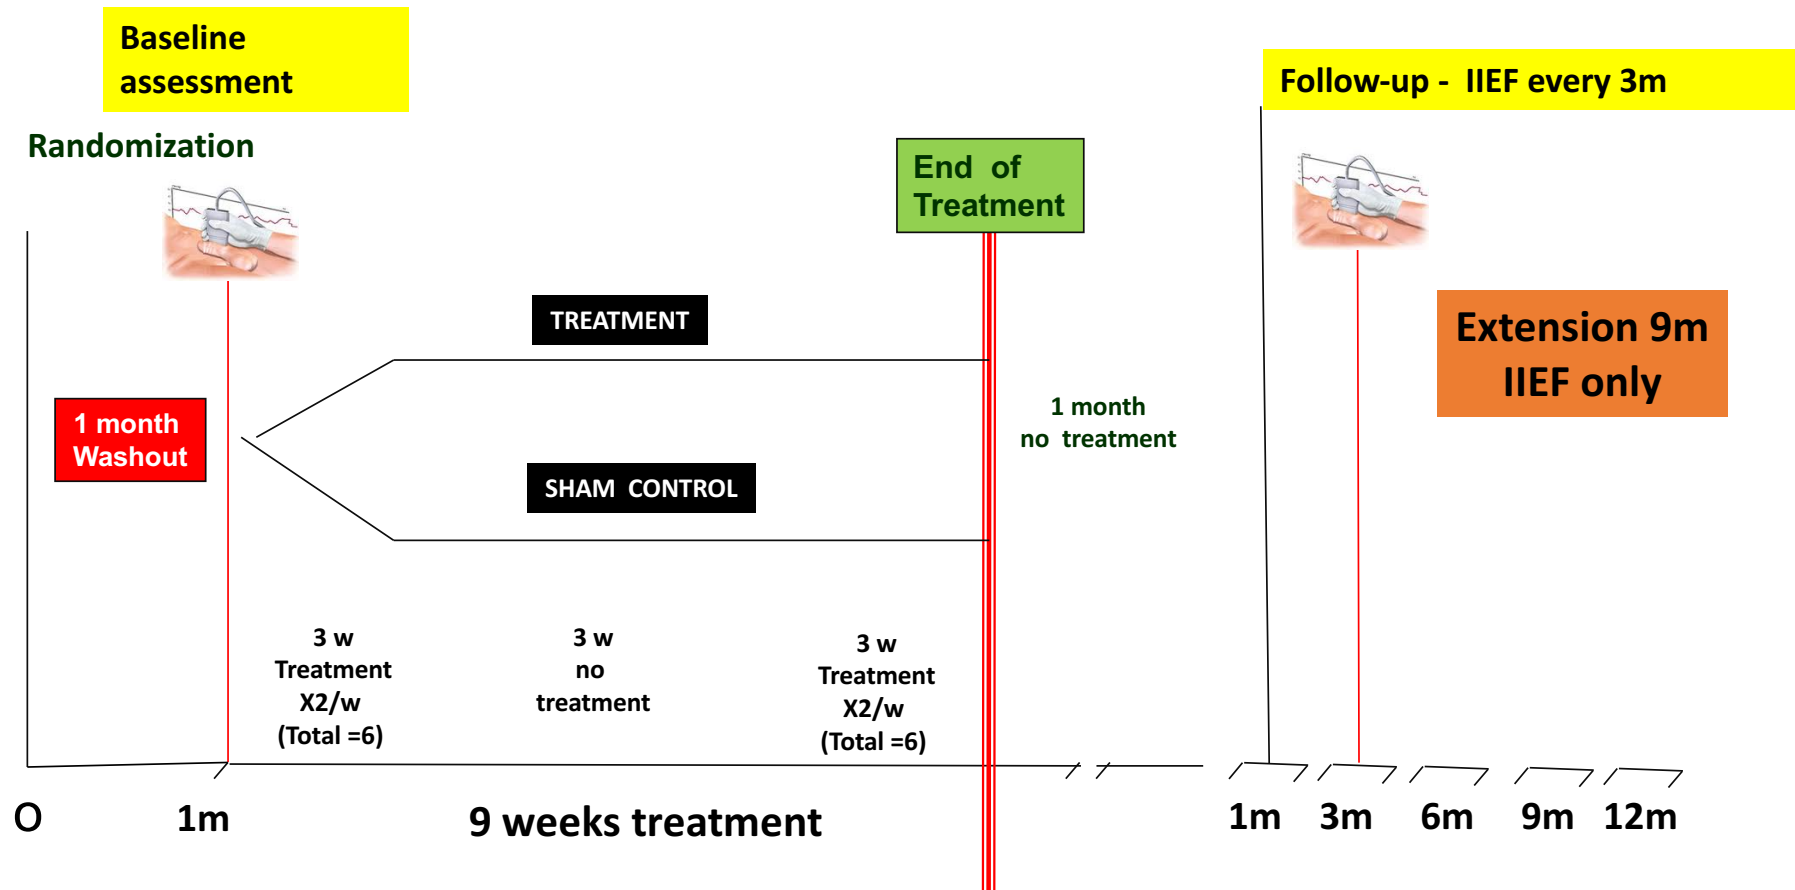 Baseline
assessment
Follow-up -  IIEF every 3m
Randomization
End  of
Treatment
TREATMENT
Extension 9m
IIEF only
1 month
Washout
1 month
no  treatment
SHAM  CONTROL
3 w
Treatment
X2/w
(Total =6)
3 w
no
treatment
3 w
Treatment
X2/w
(Total =6)
O
1m
9 weeks treatment
1m
3m
6m
9m
12m